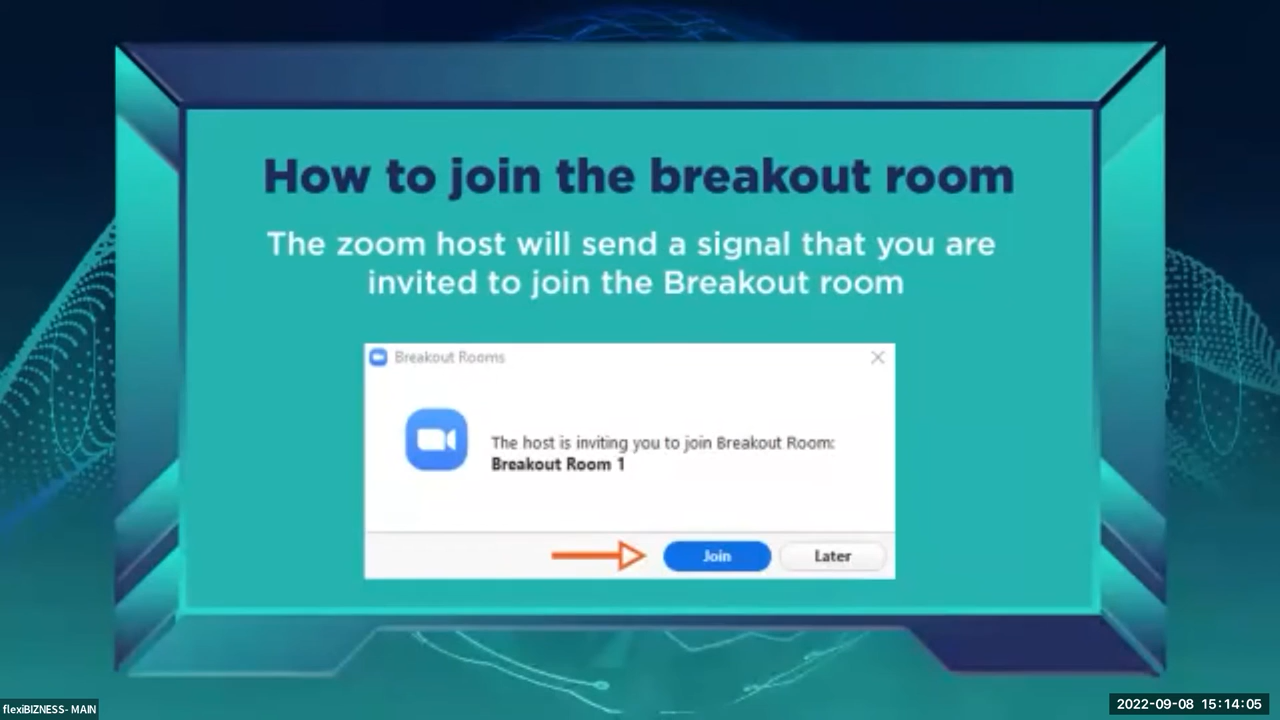 How to join the breakout room
The zoom host will send a signal that you are
invited to join the Breakout room
Breakout Rooms
The host is inviting you to join Breakout Room:
Breakout Room 1
Join
Later
flexiBIZNESS- MAIN
2022-09-08 15:14:05